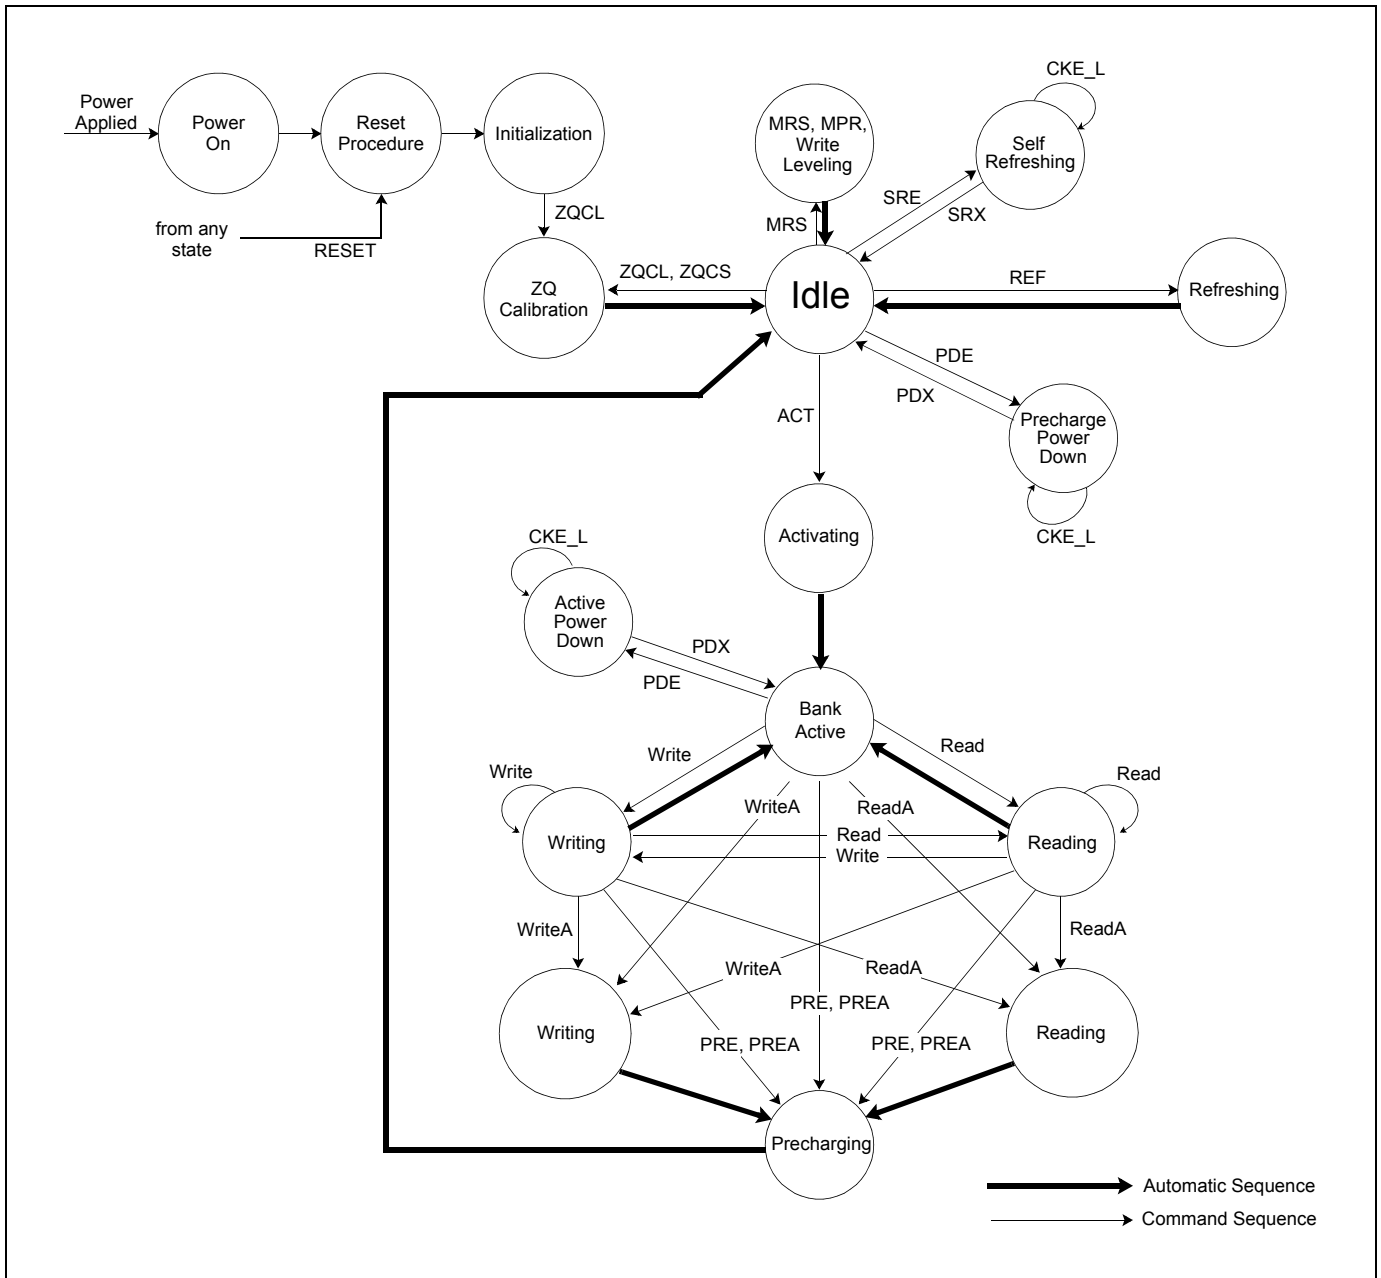 Power
Applied
Power
On
Reset
Procedure
Initialization
from any
state
RESET
ZQCL
MRS, MPR,
Write
Leveling
CKE_L
Self
Refreshing
SRE
SRX
MRS
ZQ
Calibration
ZQCL, ZQCS
Idle
REF
Refreshing
PDE
PDX
Precharge
Power
Down
CKE_L
ACT
Activating
CKE_L
Active
Power
Down
PDX
PDE
Bank
Active
Write
Read
Write
Read
WriteA
ReadA
Writing
Read
Write
Reading
WriteA
ReadA
WriteA
ReadA
PRE, PREA
Writing
Reading
PRE, PREA
PRE, PREA
Precharging
Automatic Sequence
Command Sequence